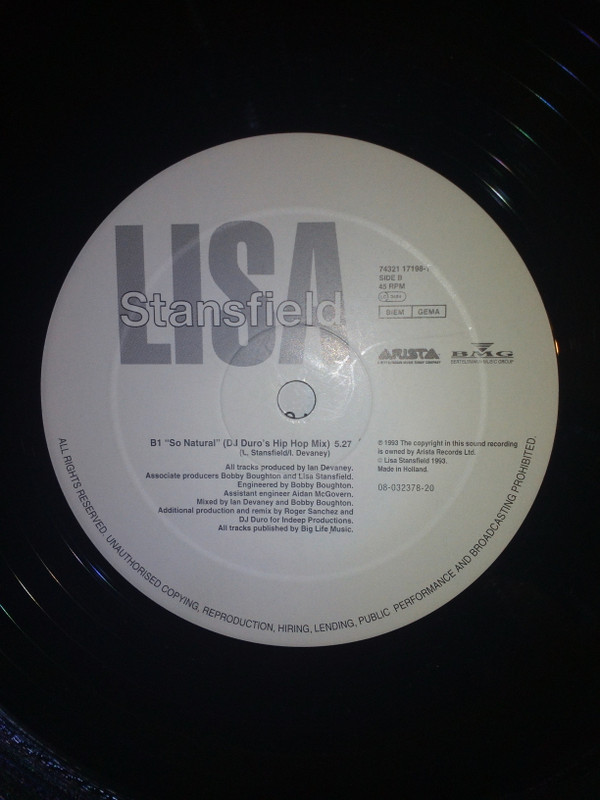 LISA
Stansfield
74321 17198-1
SIDE B
45 RPM
BIEM GEMA
ARISTA
BMG
B1 "So Natural" (DJ Duro's Hip Hop Mix) 5.27
(L. Stansfield/I. Devaney)
All tracks produced by Ian Devaney.
Associate producers Bobby Boughton and Lisa Stansfield.
Engineered by Bobby Boughton.
Assistant engineer Aidan McGovern.
Mixed by Ian Devaney and Bobby Boughton.
Additional production and remix by Roger Sanchez and
DJ Duro for Indeep Productions.
All tracks published by Big Life Music.
℗ 1993 The copyright in this sound recording
is owned by Arista Records Ltd.
© Lisa Stansfield 1993.
Made in Holland.
08-032378-20
ALL RIGHTS RESERVED. UNAUTHORISED COPYING, REPRODUCTION, HIRING, LENDING, PUBLIC PERFORMANCE AND BROADCASTING PROHIBITED.